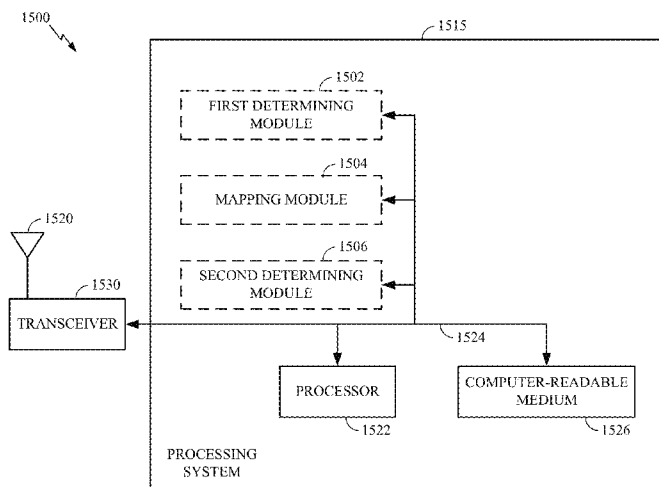 1500
1515
1502
FIRST DETERMINING
MODULE
1504
MAPPING MODULE
1520
1506
SECOND DETERMINING
MODULE
1530
TRANSCEIVER
1524
PROCESSOR
COMPUTER-READABLE
MEDIUM
1522
1526
PROCESSING
SYSTEM